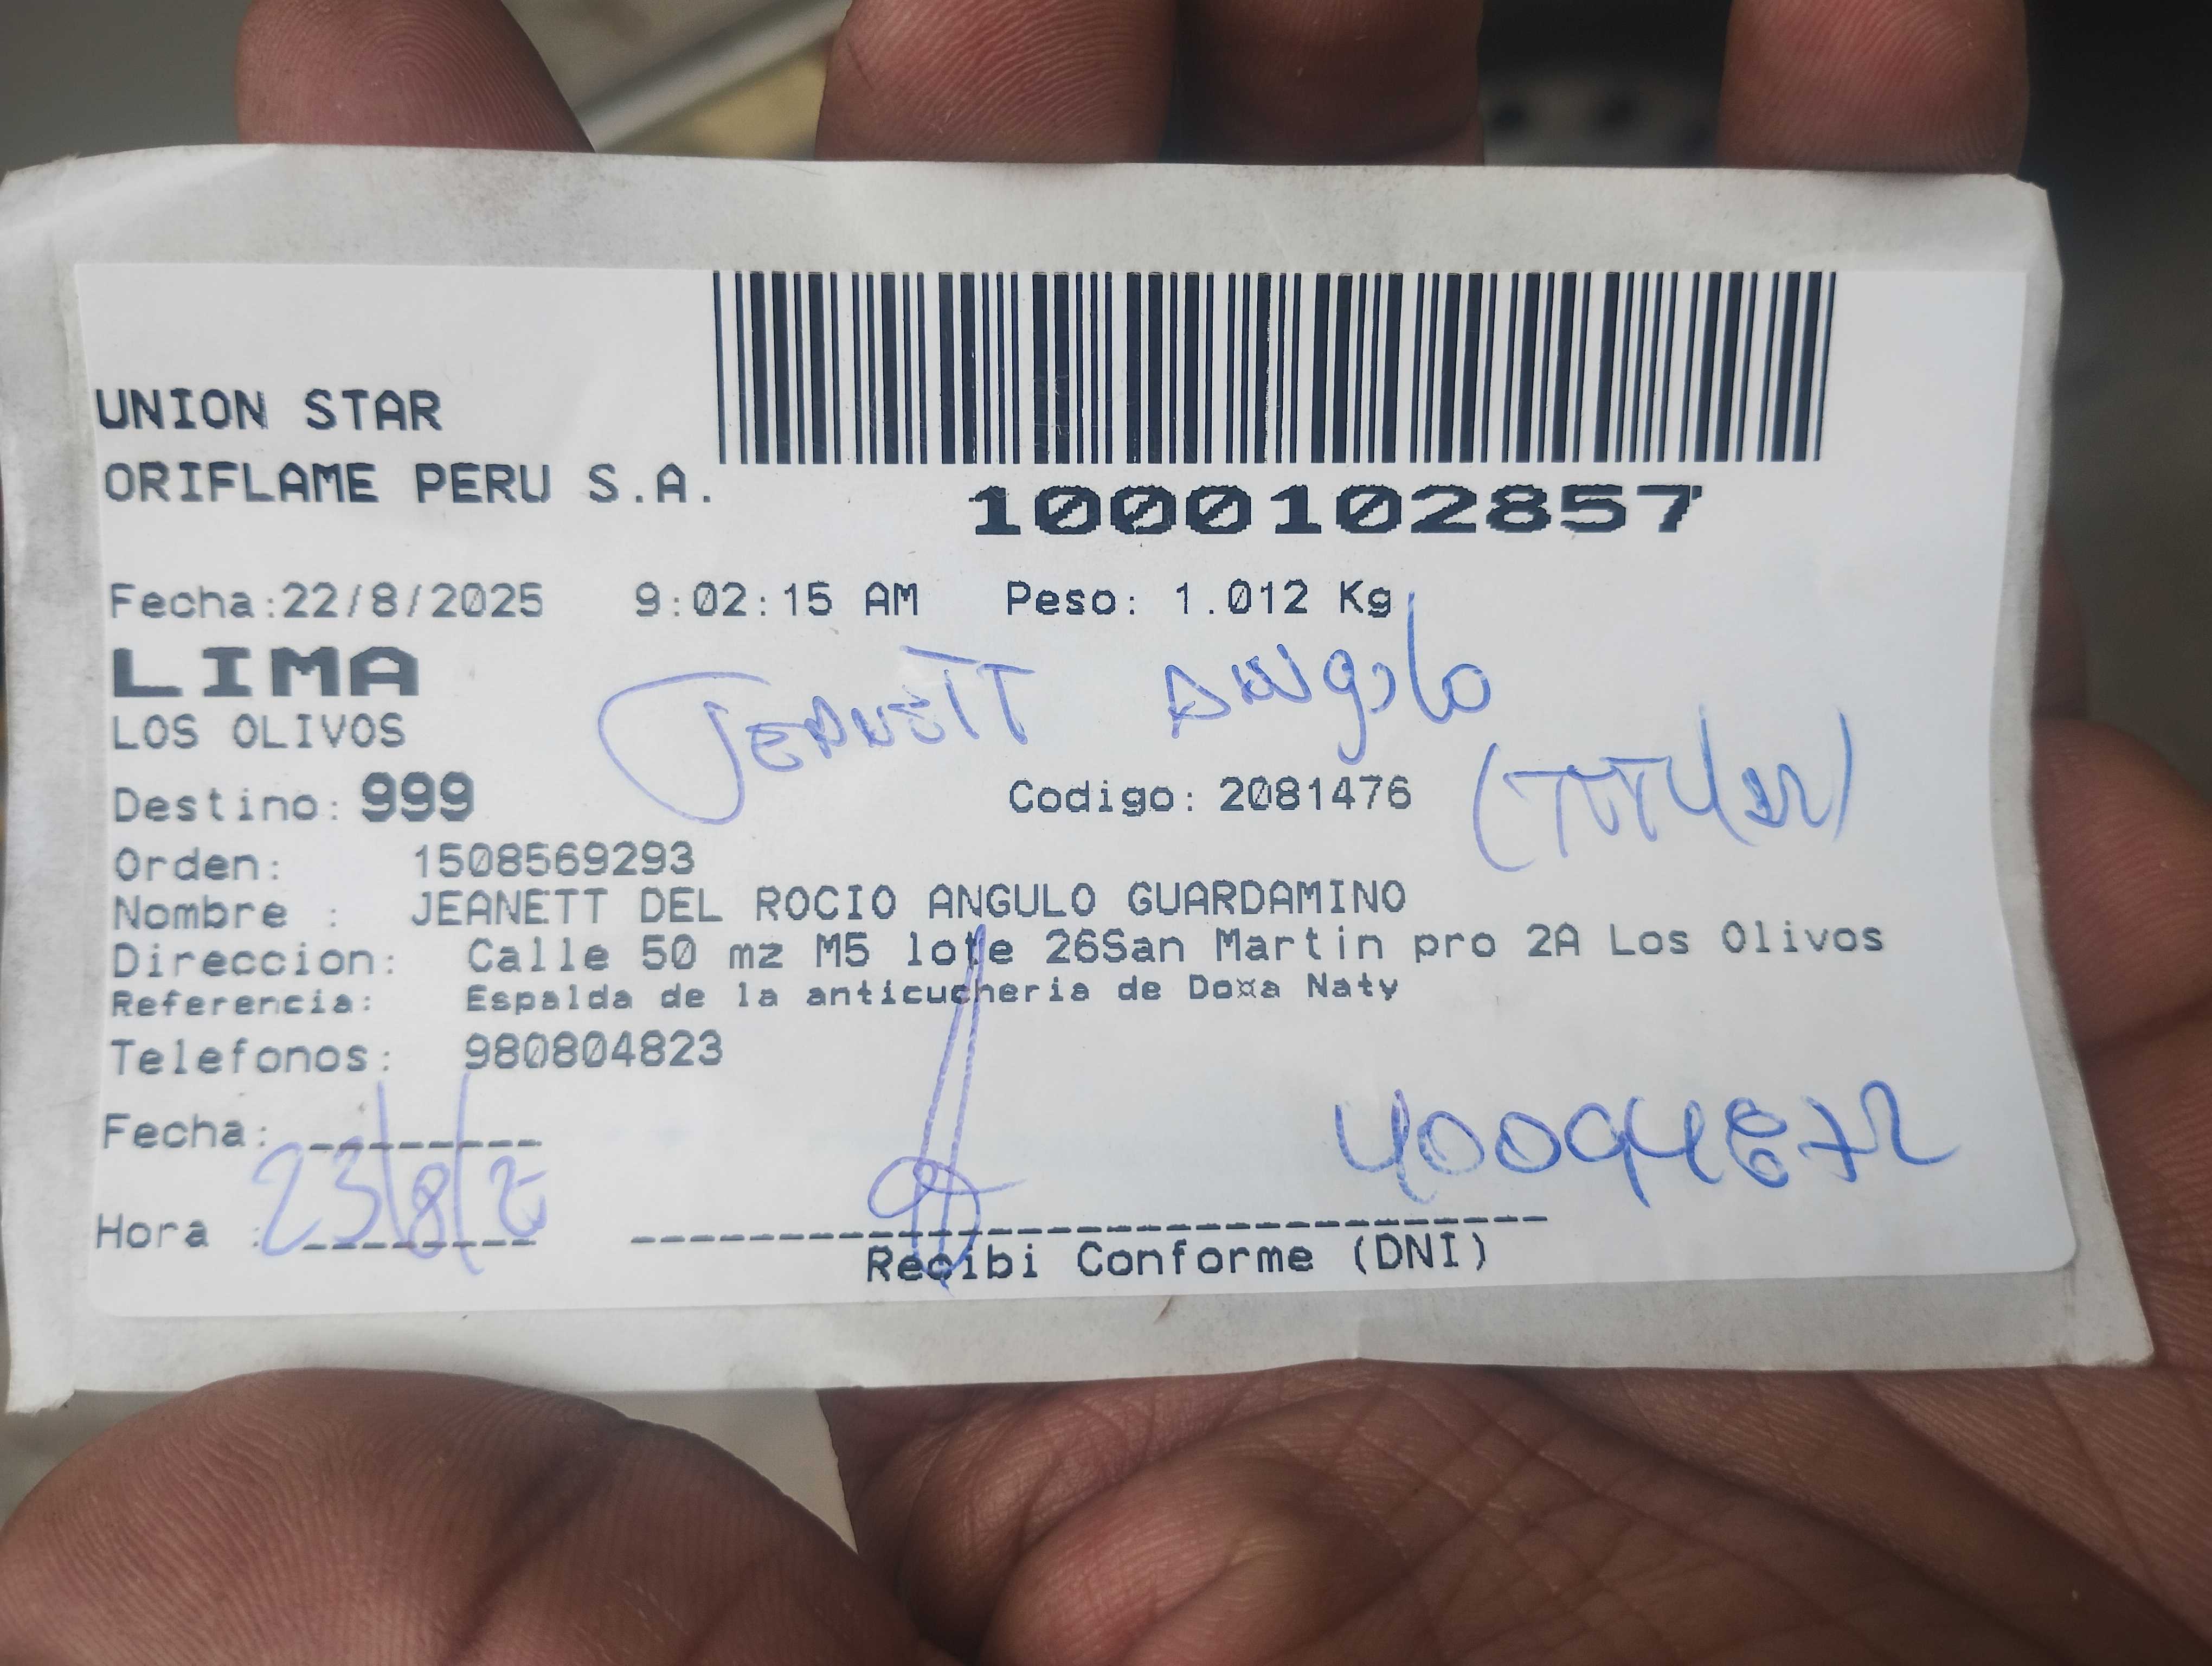 UNION STAR
ORIFLAME PERU S.A.
1000102857
Fecha:22/8/2025 9:02:15 AM Peso: 1.012 Kg
LIMA
JEANETT ANgulo
LOS OLIVOS
Destino: 999 Codigo: 2081476
Orden: 1508569293
Nombre : JEANETT DEL ROCIO ANGULO GUARDAMINO
Direccion: Calle 50 mz M5 lote 26San Martin pro 2A Los Olivos
Referencia: Espalda de la anticucheria de Do¤a Naty
Telefonos: 980804823
Fecha:
23/8/2
Hora :
Recibi Conforme (DNI)